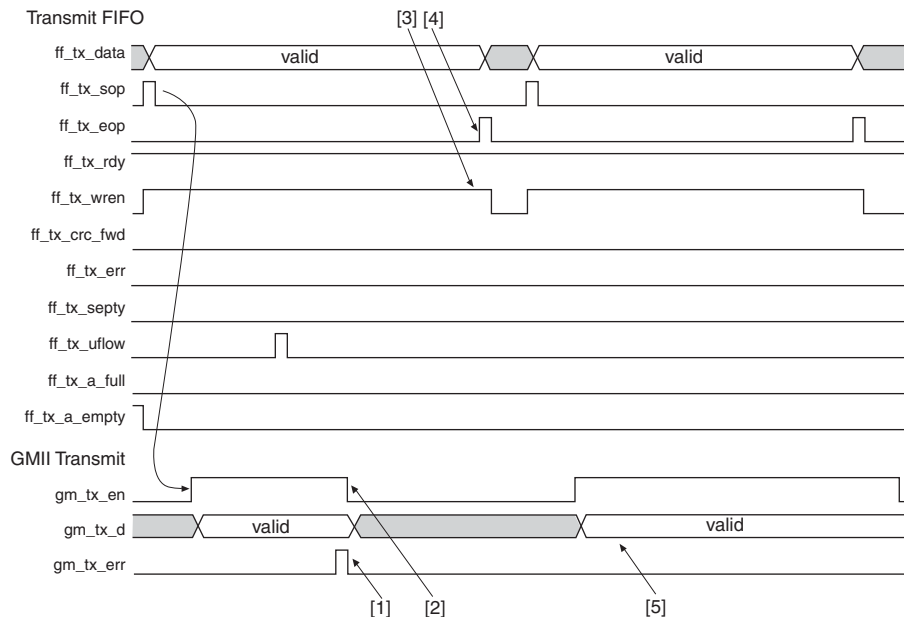 Transmit FIFO
[3] [4]
ff_tx_data valid valid
ff_tx_sop
ff_tx_eop
ff_tx_rdy
ff_tx_wren
ff_tx_crc_fwd
ff_tx_err
ff_tx_septy
ff_tx_uflow
ff_tx_a_full
ff_tx_a_empty
GMII Transmit
gm_tx_en
gm_tx_d valid valid
gm_tx_err
[1] [2] [5]